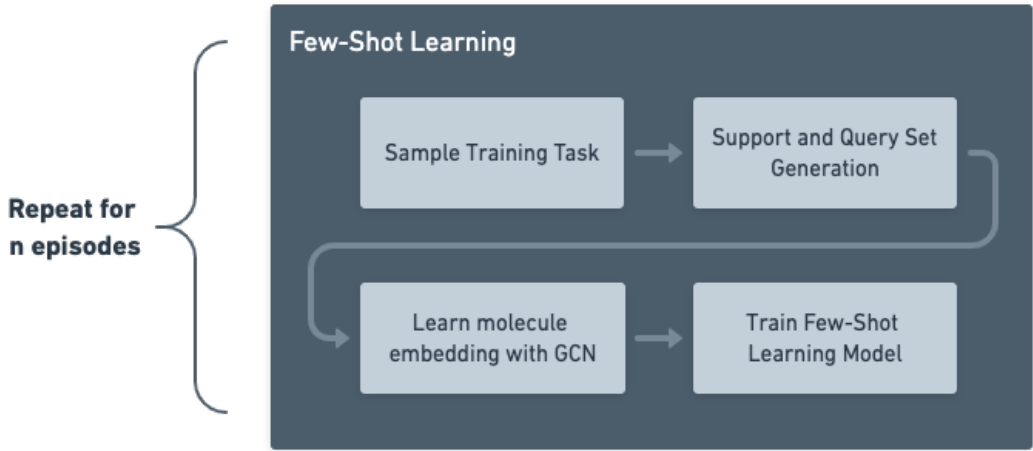 Few-Shot Learning
Sample Training Task
Support and Query Set
Generation
Repeat for
n episodes
Learn molecule
embedding with GCN
Train Few-Shot
Learning Model